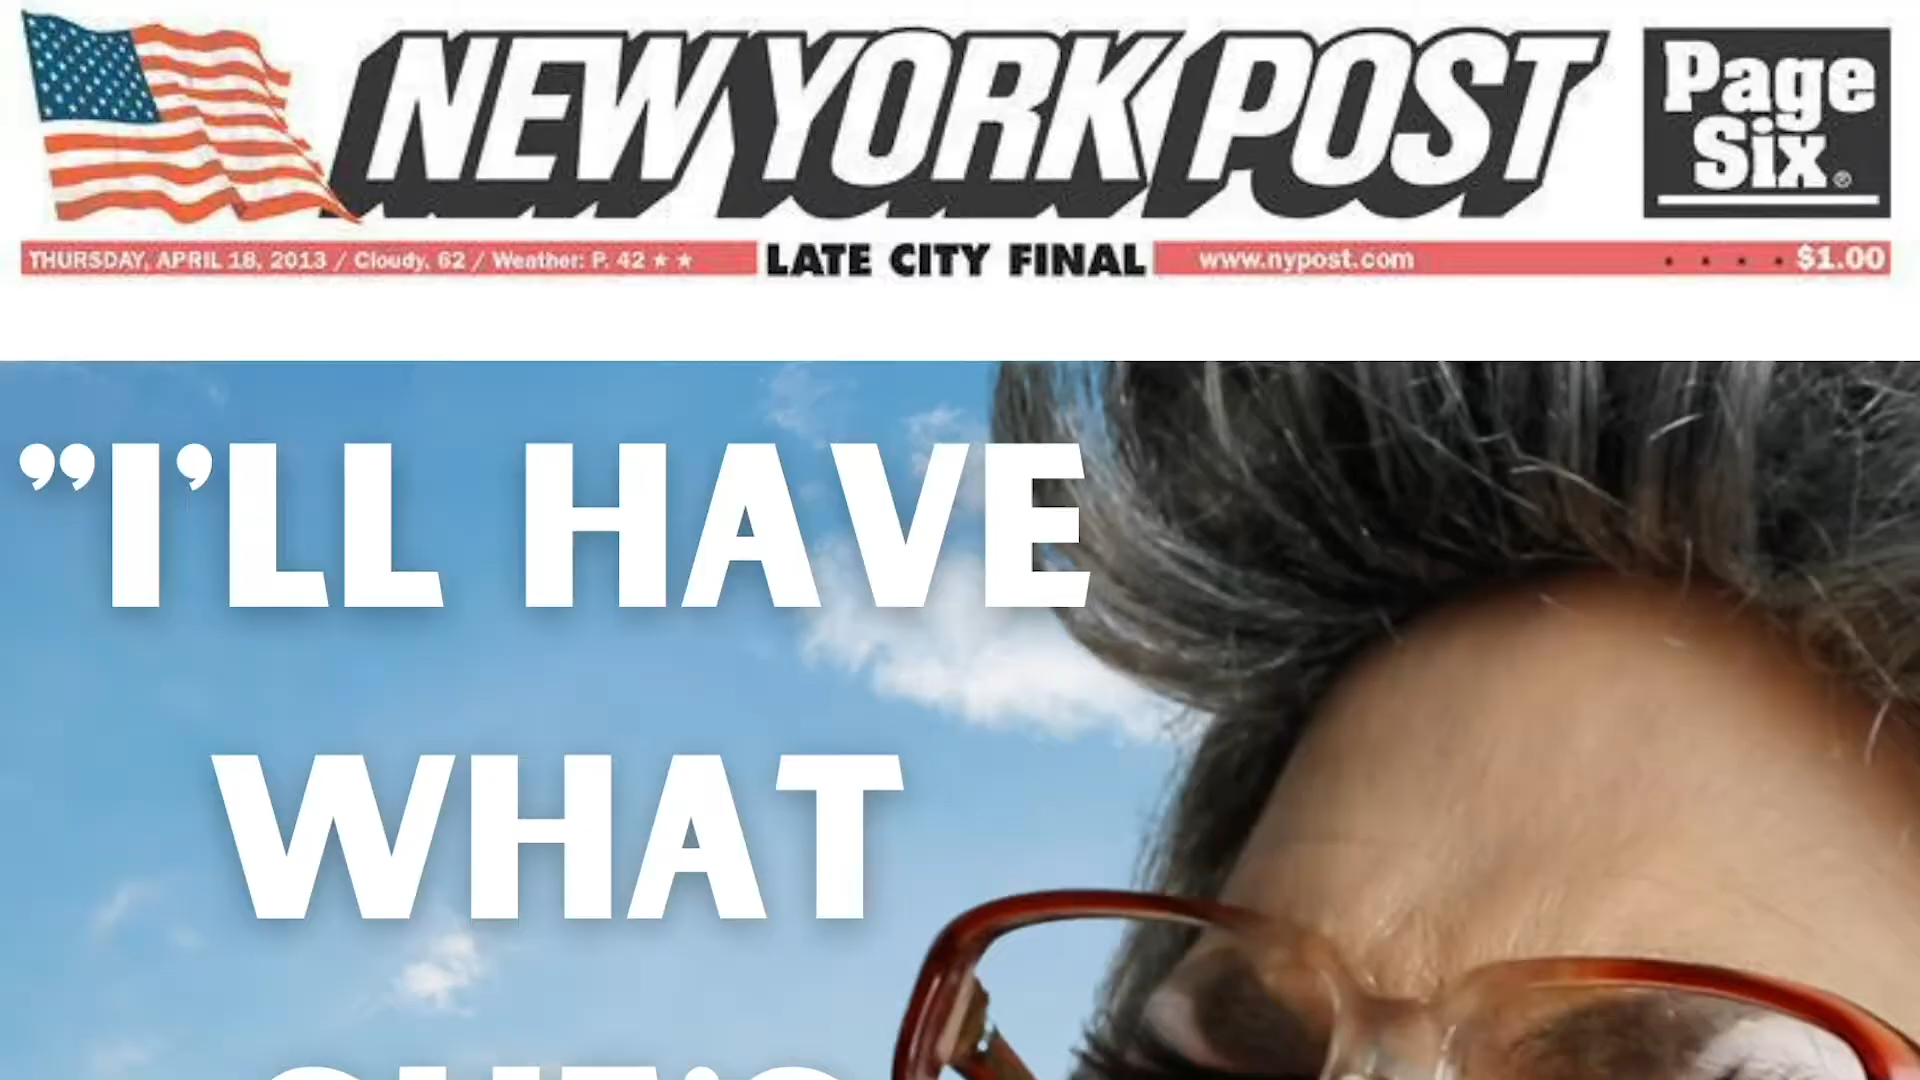 NEW YORK POST
Page
Six®
THURSDAY, APRIL 18, 2013 / Cloudy, 62 / Weather: P. 42 ★ ★
LATE CITY FINAL
www.nypost.com
$1.00
”I’LL HAVE
WHAT
SHE’S